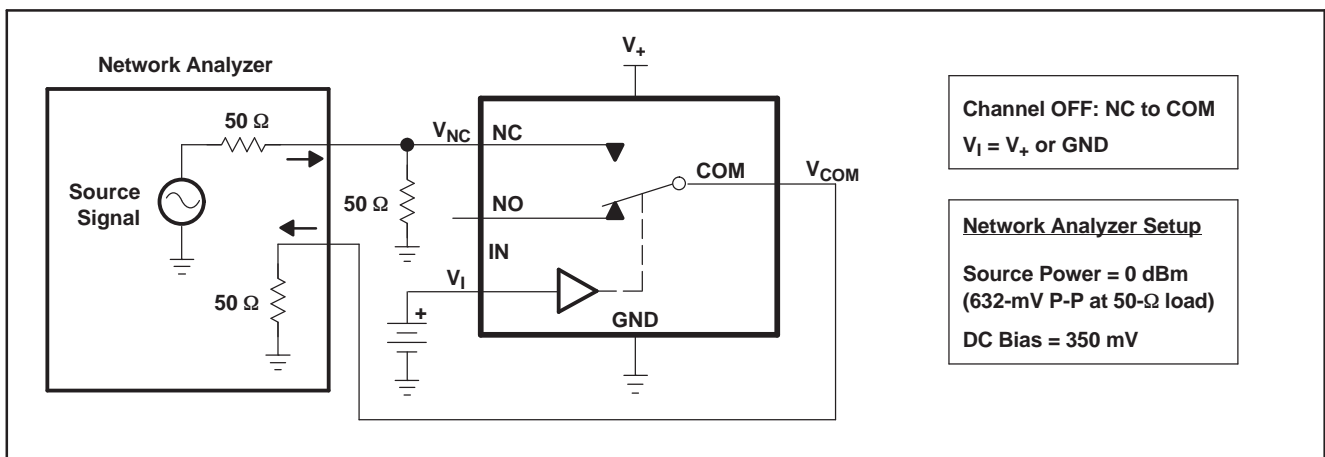 Network Analyzer
50 Ω
Source
Signal
50 Ω
50 Ω
V+
VNC
NC
NO
IN
VI
+
GND
COM
VCOM
Channel OFF: NC to COM
VI = V+ or GND
Network Analyzer Setup
Source Power = 0 dBm
(632-mV P-P at 50-Ω load)
DC Bias = 350 mV